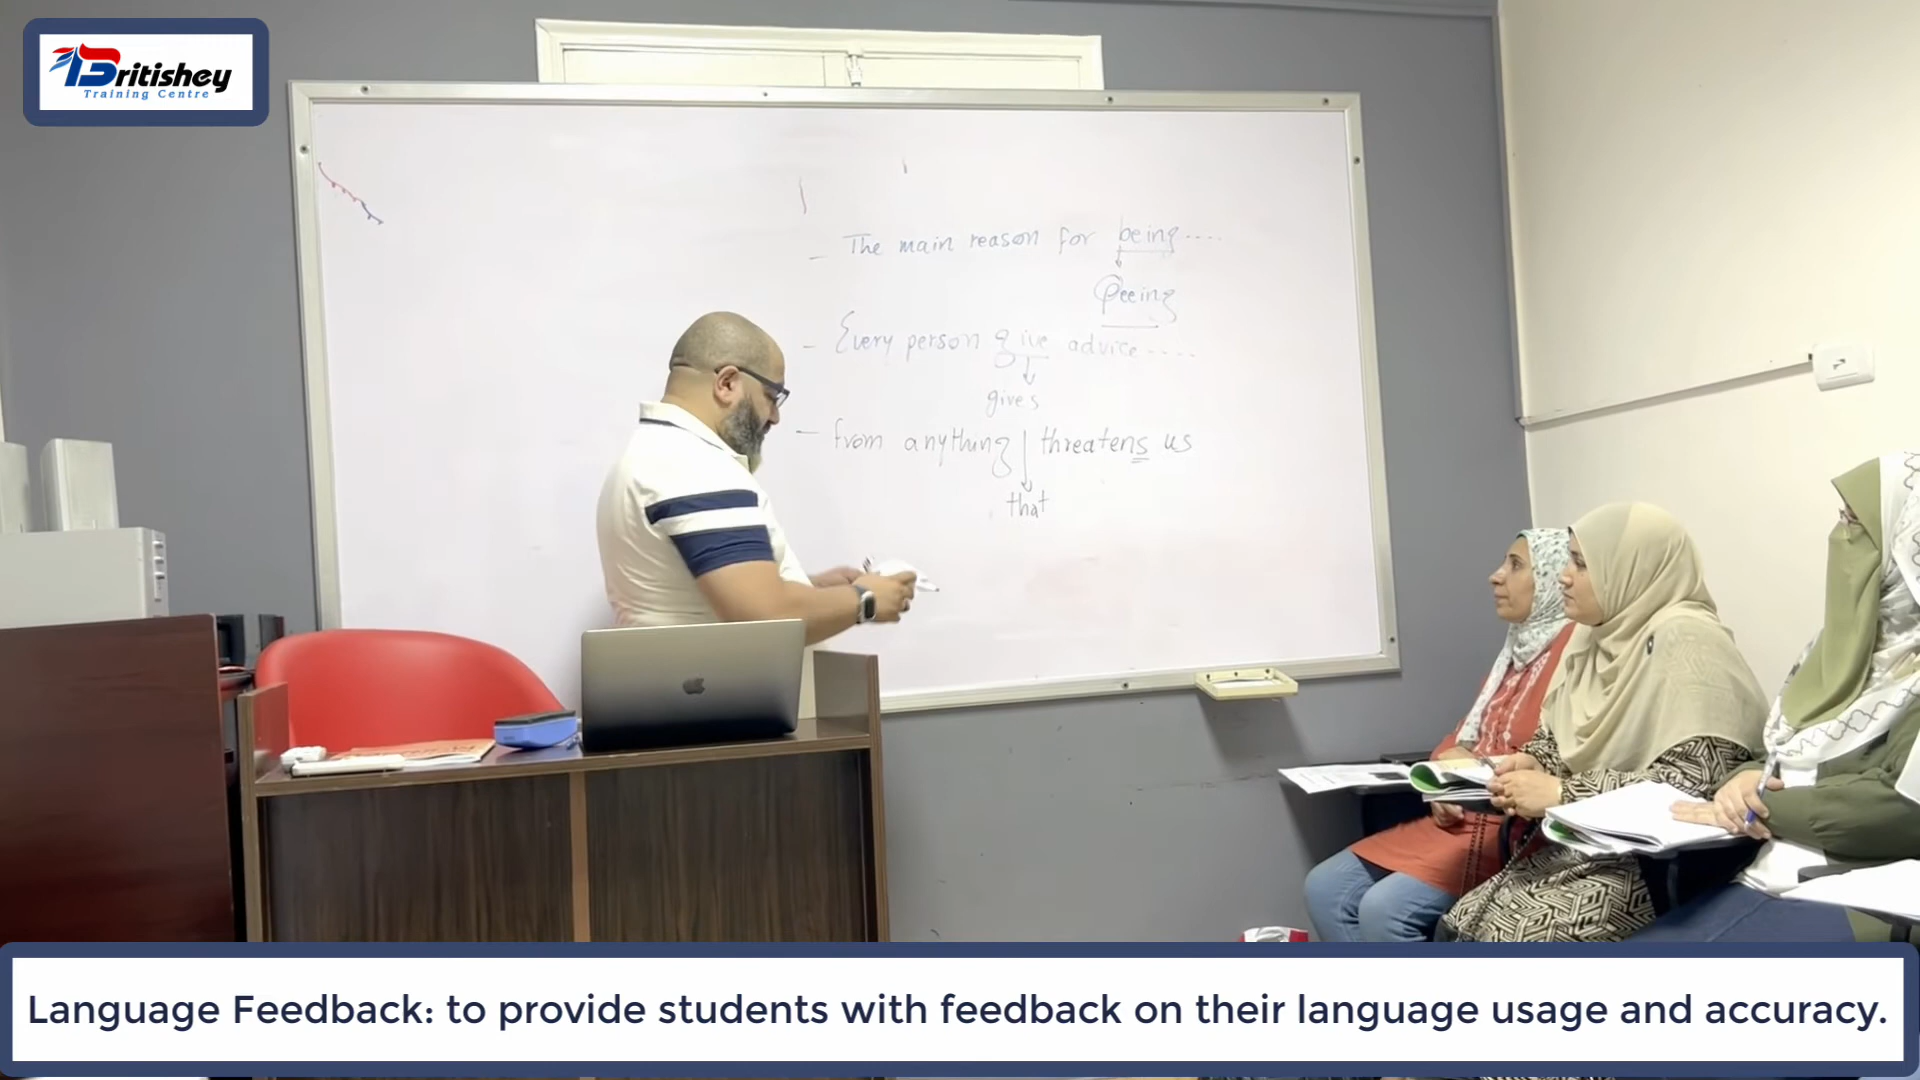 Britishey
Training Centre
- The main reason for being ....
Peeing
- Every person give advice ....
gives
- from anything threatens us
that
Language Feedback: to provide students with feedback on their language usage and accuracy.